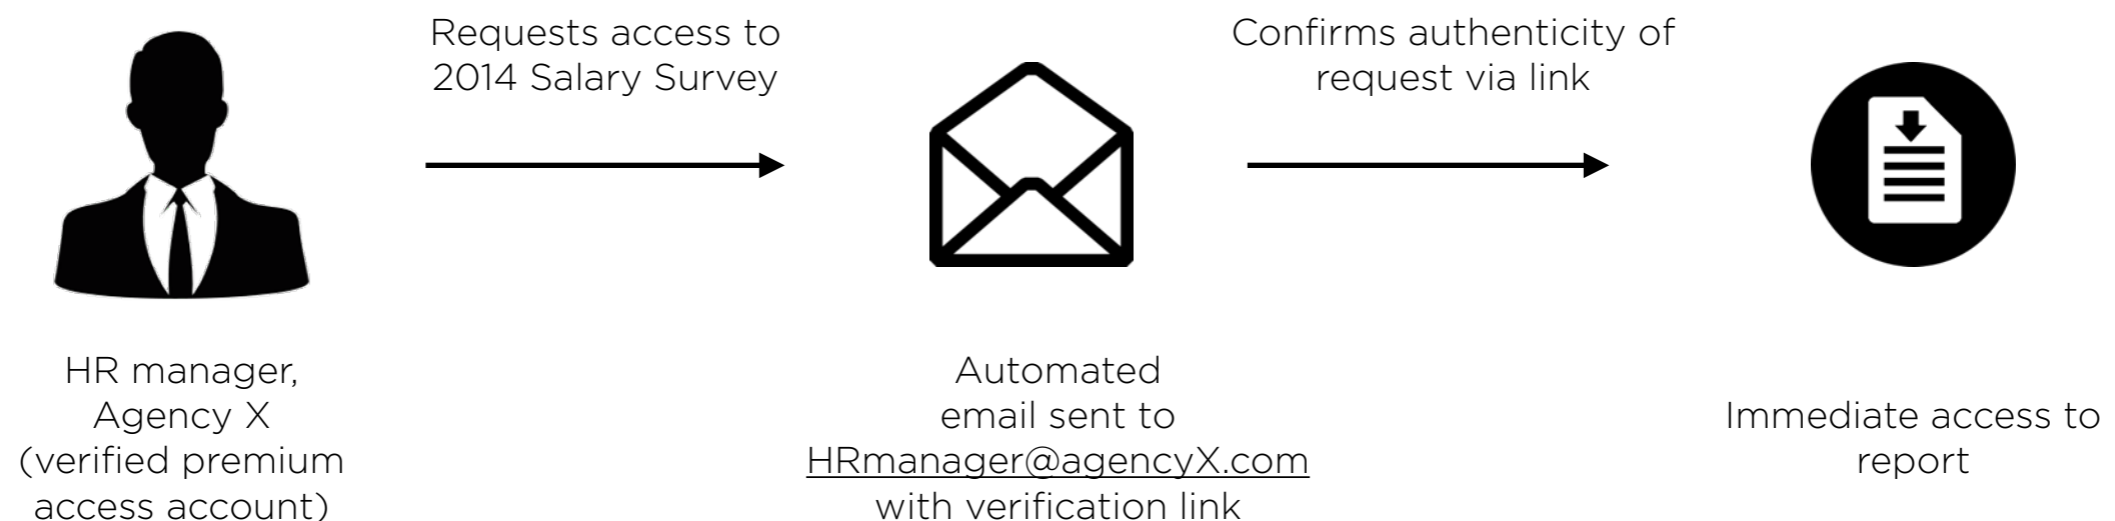 Requests access to
2014 Salary Survey
Confirms authenticity of
request via link
HR manager,
Agency X
(verified premium
access account)
Automated
email sent to
HRmanager@agencyX.com
with verification link
Immediate access to
report